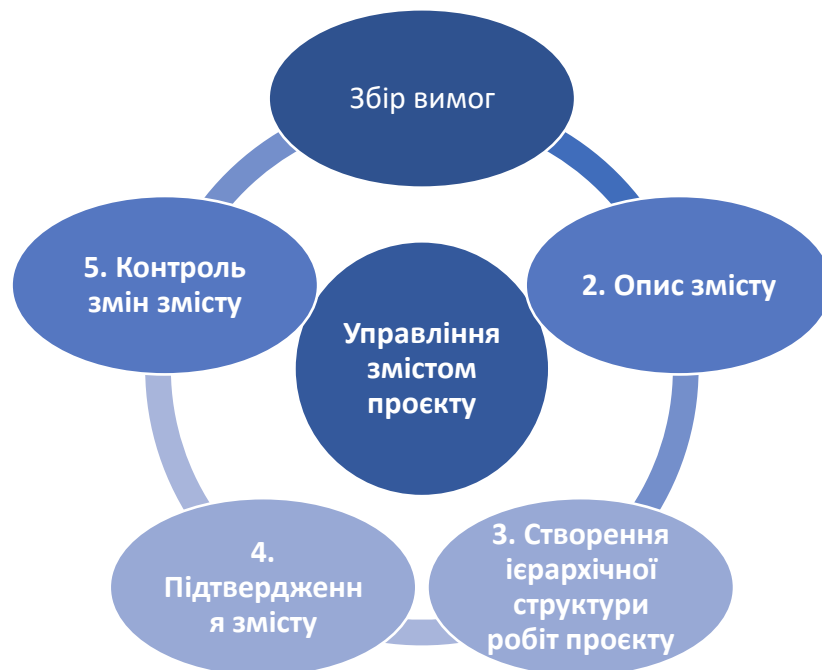 Збір вимог
5. Контроль
змін змісту
2. Опис змісту
Управління
змістом
проєкту
4.
Підтвердженн
я змісту
3. Створення
ієрархічної
структури
робіт проєкту